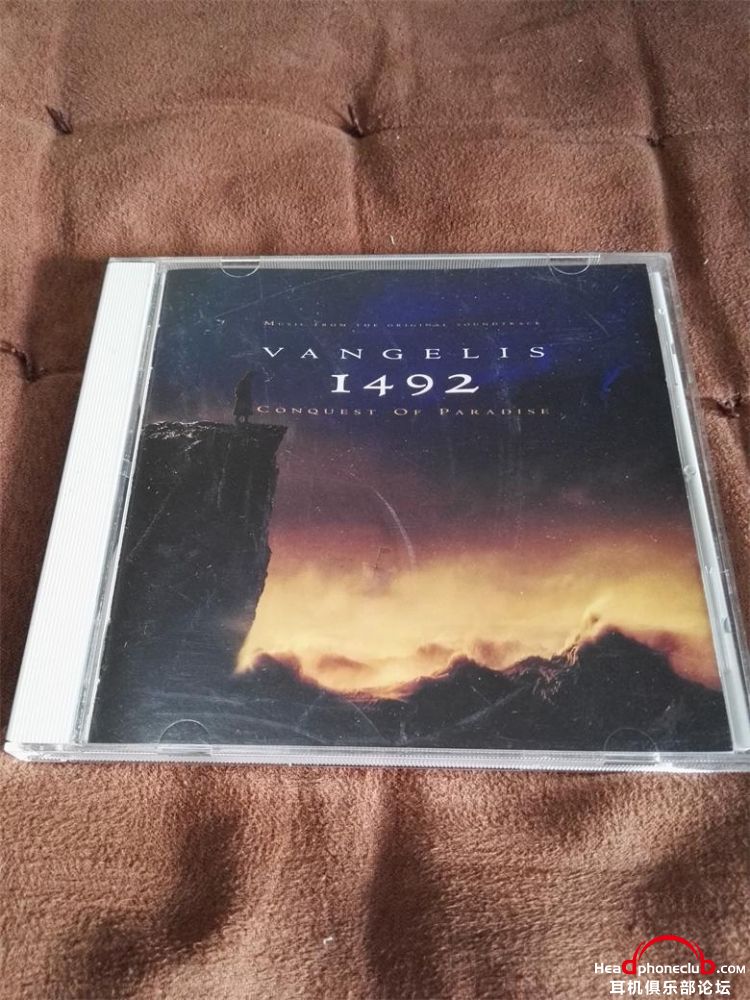 MUSIC FROM THE ORIGINAL SOUNDTRACK
VANGELIS
1492
CONQUEST OF PARADISE
Headphoneclub.com
耳机俱乐部论坛